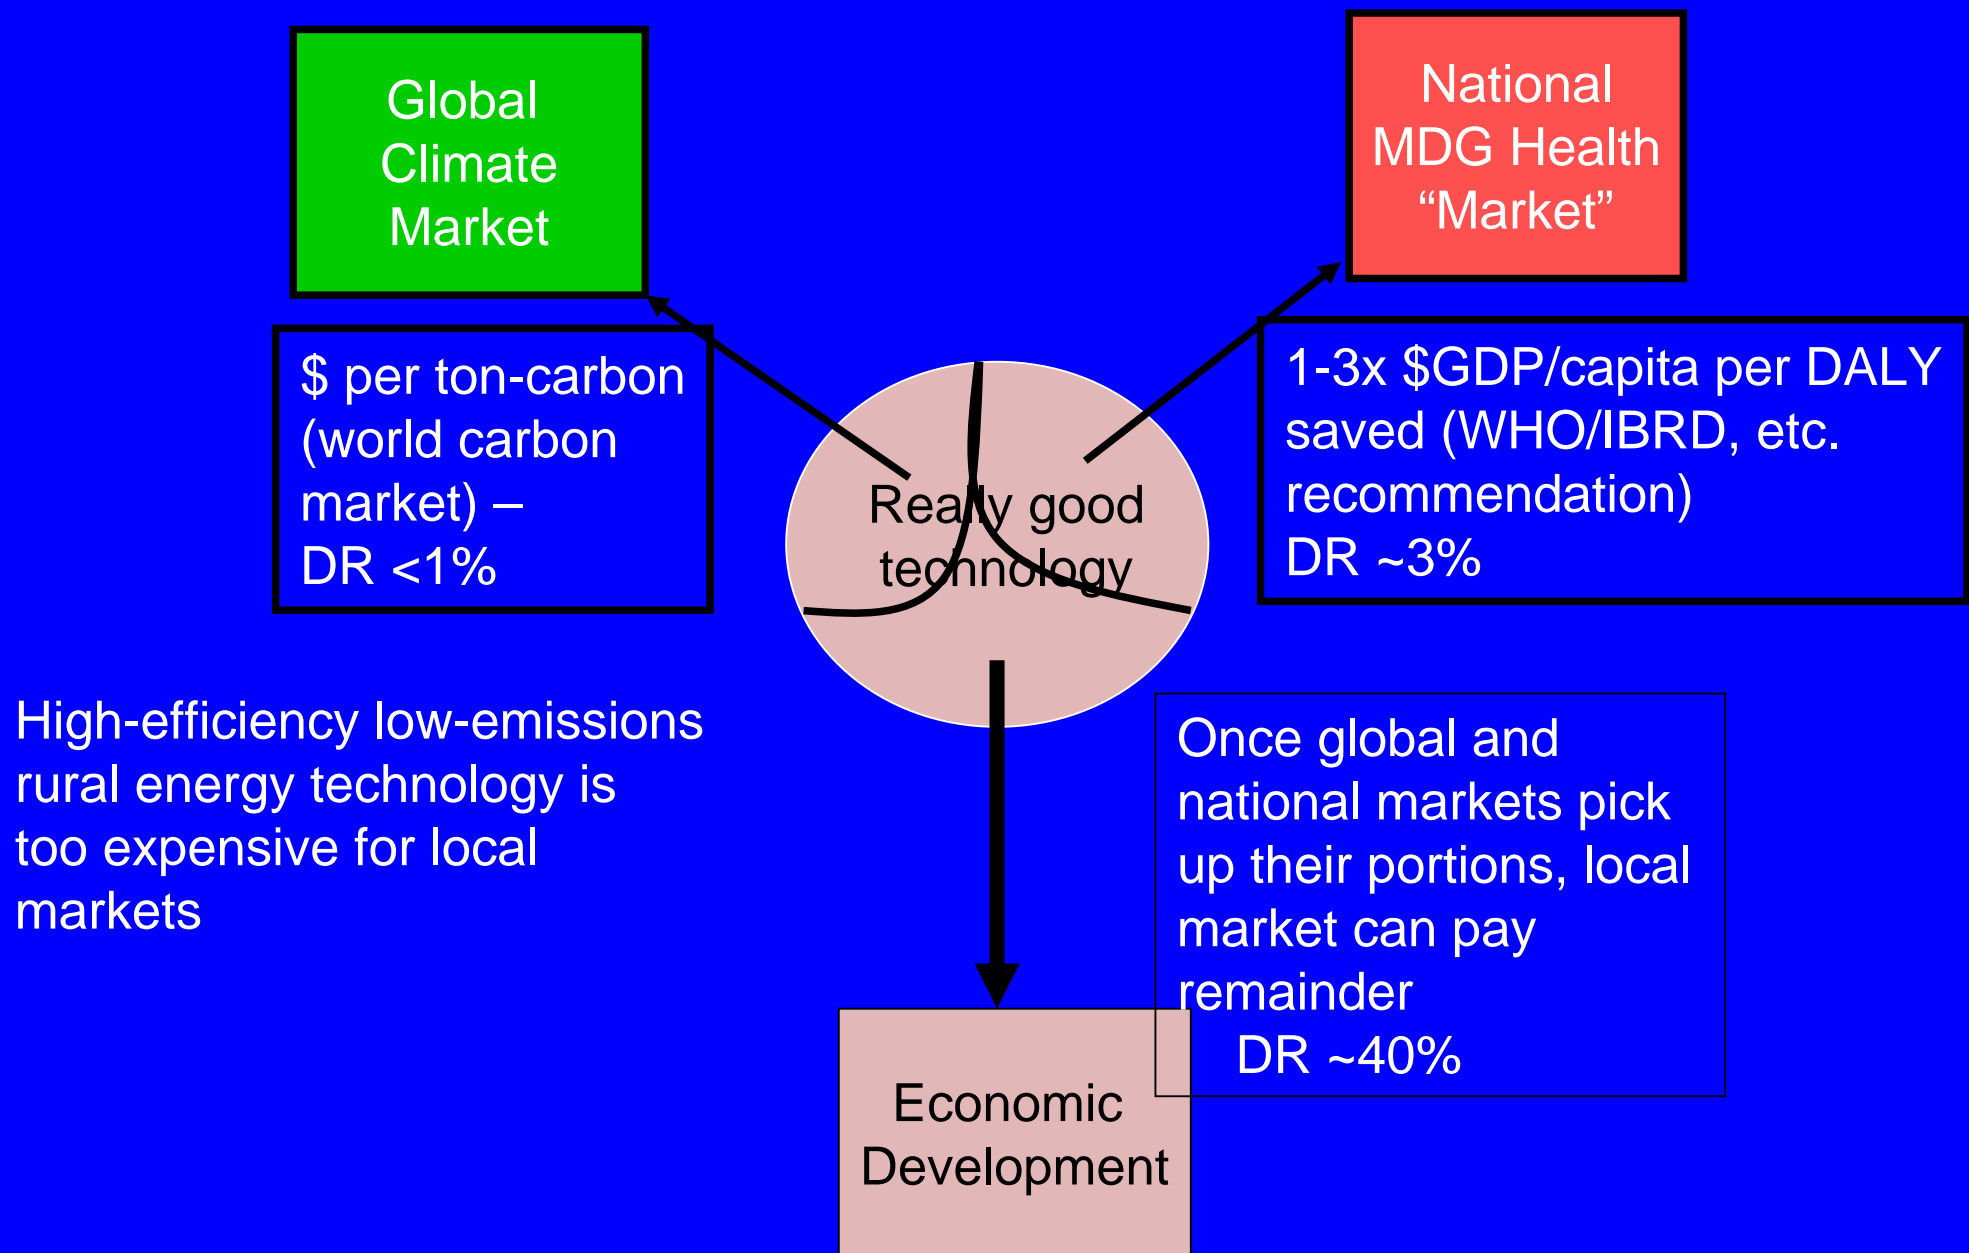 Global
Climate
Market
National
MDG Health
“Market”
$ per ton-carbon
(world carbon
market) –
DR <1%
Really good
technology
1-3x $GDP/capita per DALY
saved (WHO/IBRD, etc.
recommendation)
DR ~3%
High-efficiency low-emissions
rural energy technology is
too expensive for local
markets
Once global and
national markets pick
up their portions, local
market can pay
remainder
DR ~40%
Economic
Development